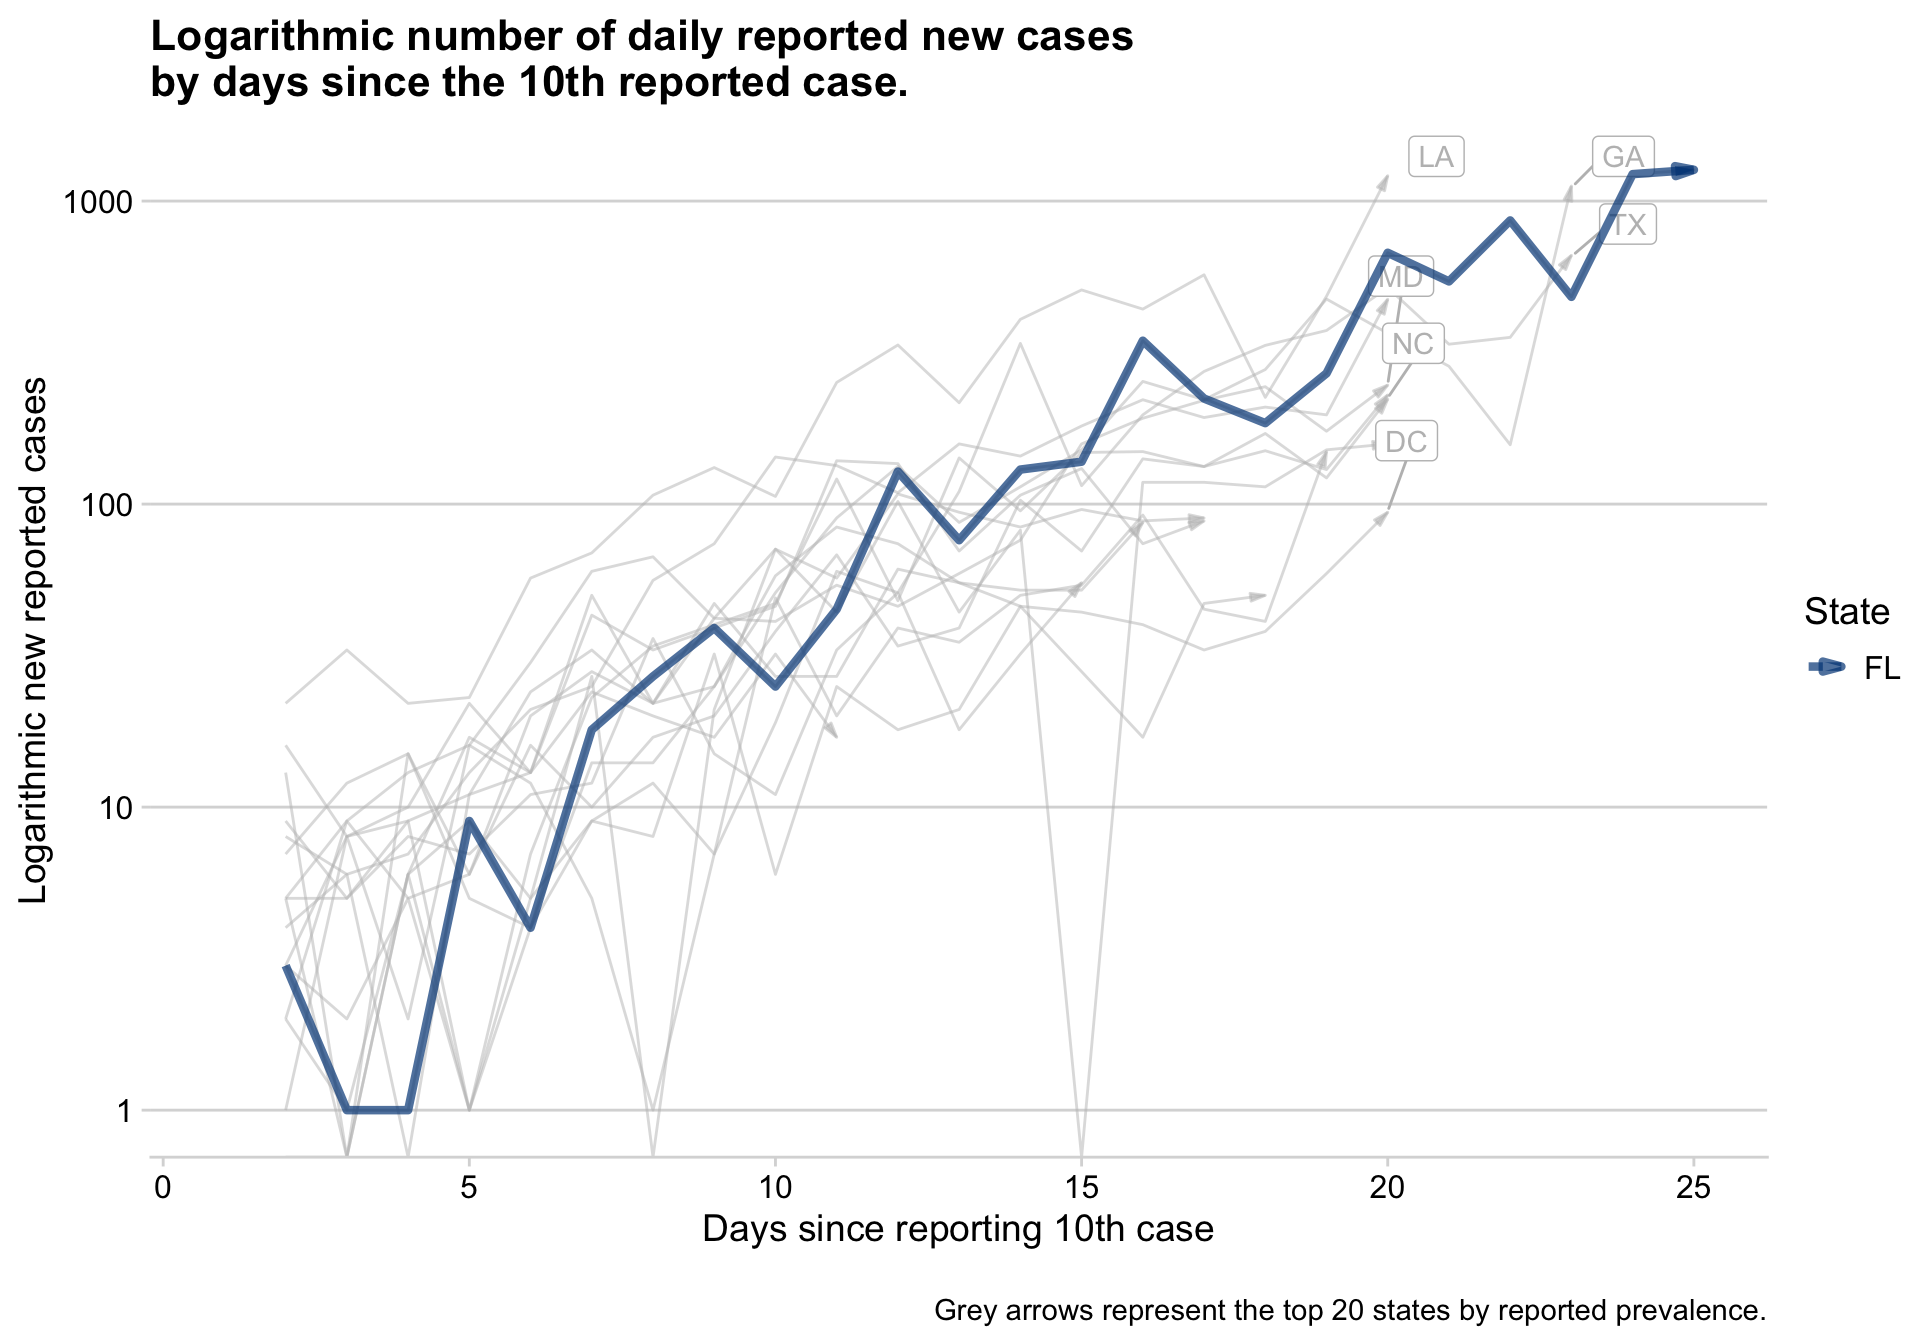 Logarithmic number of daily reported new cases
by days since the 10th reported case.
LA
GA
TX
MD
NC
DC
1000
100
10
1
Logarithmic new reported cases
0 5 10 15 20 25
Days since reporting 10th case
State
FL
Grey arrows represent the top 20 states by reported prevalence.